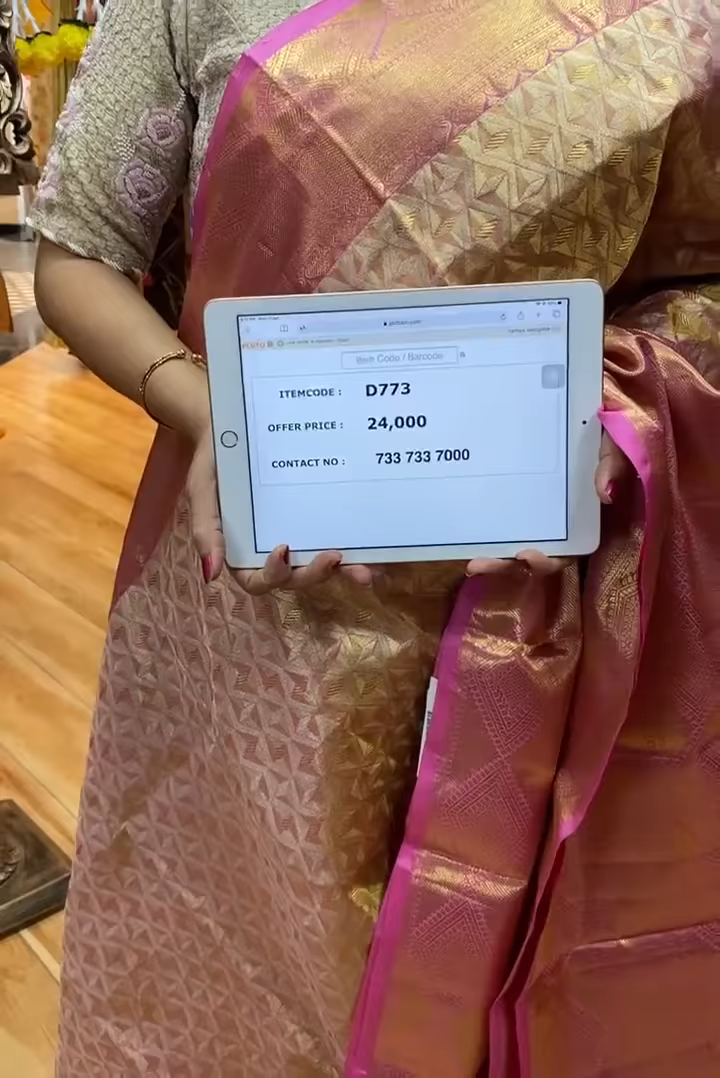 Item Code / Barcode
ITEMCODE : D773
OFFER PRICE : 24,000
CONTACT NO : 733 733 7000